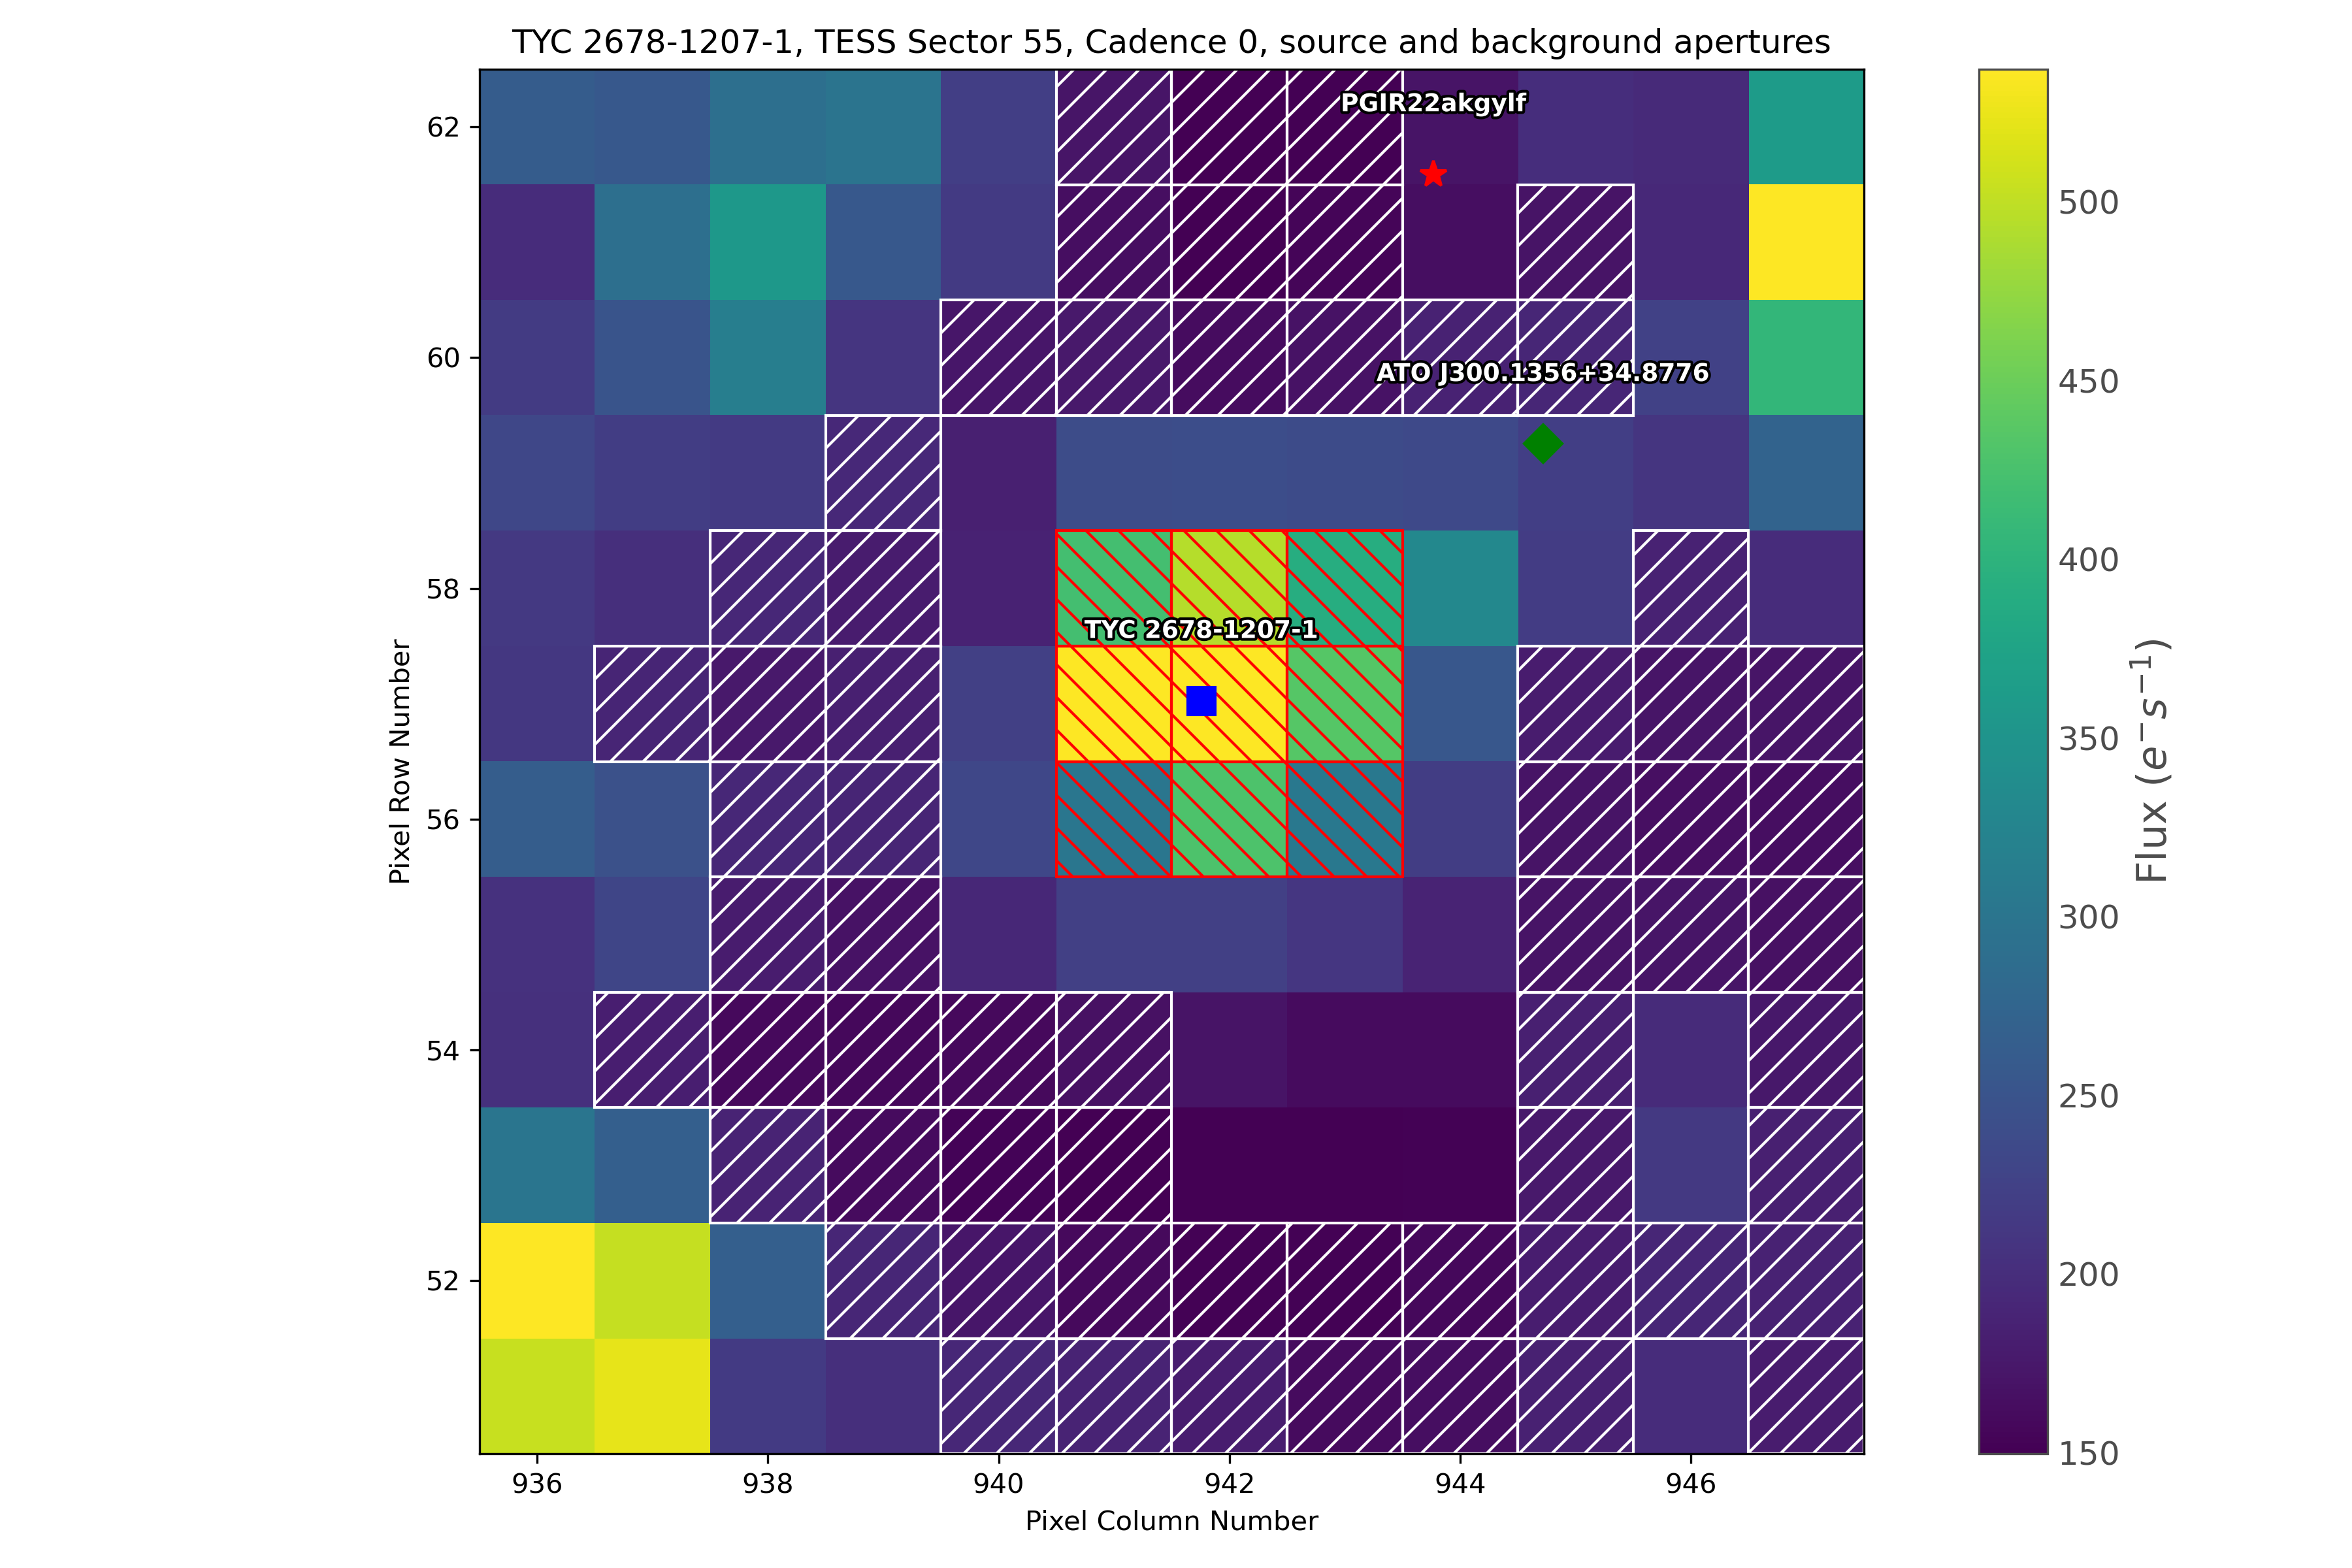 TYC 2678-1207-1, TESS Sector 55, Cadence 0, source and background apertures
PGIR22akgylf
ATO J300.1356+34.8776
TYC 2678-1207-1
Pixel Row Number
62
60
58
56
54
52
936 938 940 942 944 946
Pixel Column Number
500
450
400
350
300
250
200
150
Flux (e⁻s⁻¹)